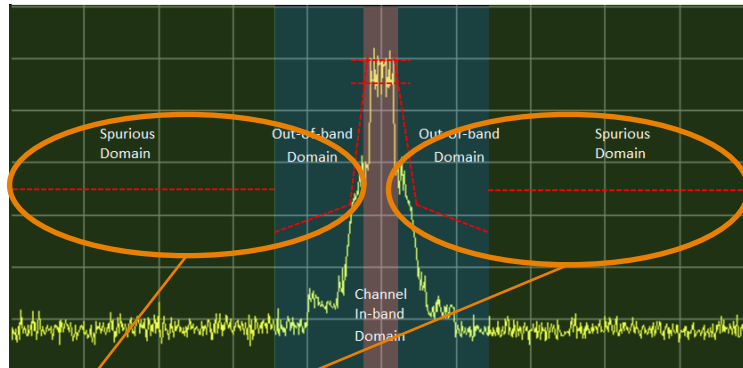 Spurious
Domain
Out-of-band
Domain
Out-of-band
Domain
Spurious
Domain
Channel
In-band
Domain